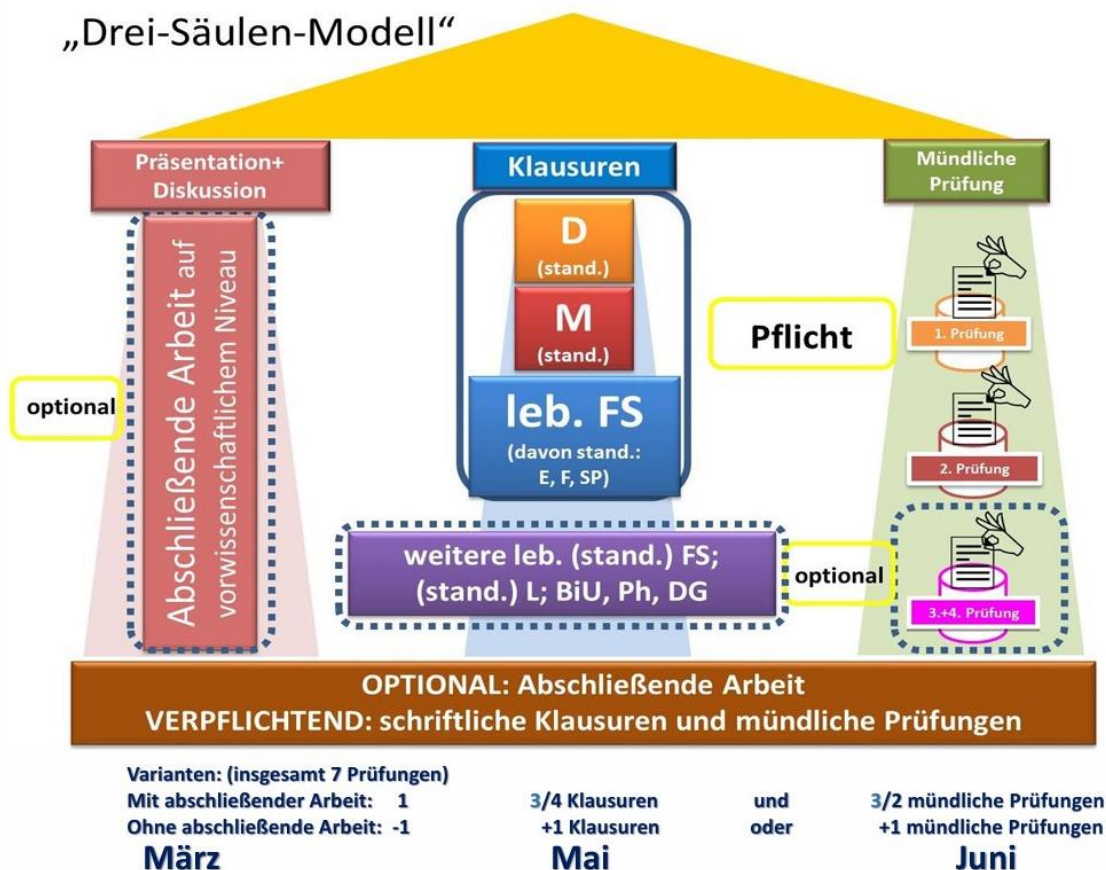 „Drei-Säulen-Modell“
Präsentation+
Diskussion
Abschließende Arbeit auf
vorwissenschaftlichem Niveau
optional
Klausuren
D
(stand.)
M
(stand.)
leb. FS
(davon stand.:
E, F, SP)
weitere leb. (stand.) FS;
(stand.) L; BiU, Ph, DG
optional
Pflicht
Mündliche
Prüfung
1. Prüfung
2. Prüfung
3.+4. Prüfung
OPTIONAL: Abschließende Arbeit
VERPFLICHTEND: schriftliche Klausuren und mündliche Prüfungen
Varianten: (insgesamt 7 Prüfungen)
Mit abschließender Arbeit: 1 3/4 Klausuren und 3/2 mündliche Prüfungen
Ohne abschließende Arbeit: -1 +1 Klausuren oder +1 mündliche Prüfungen
März Mai Juni